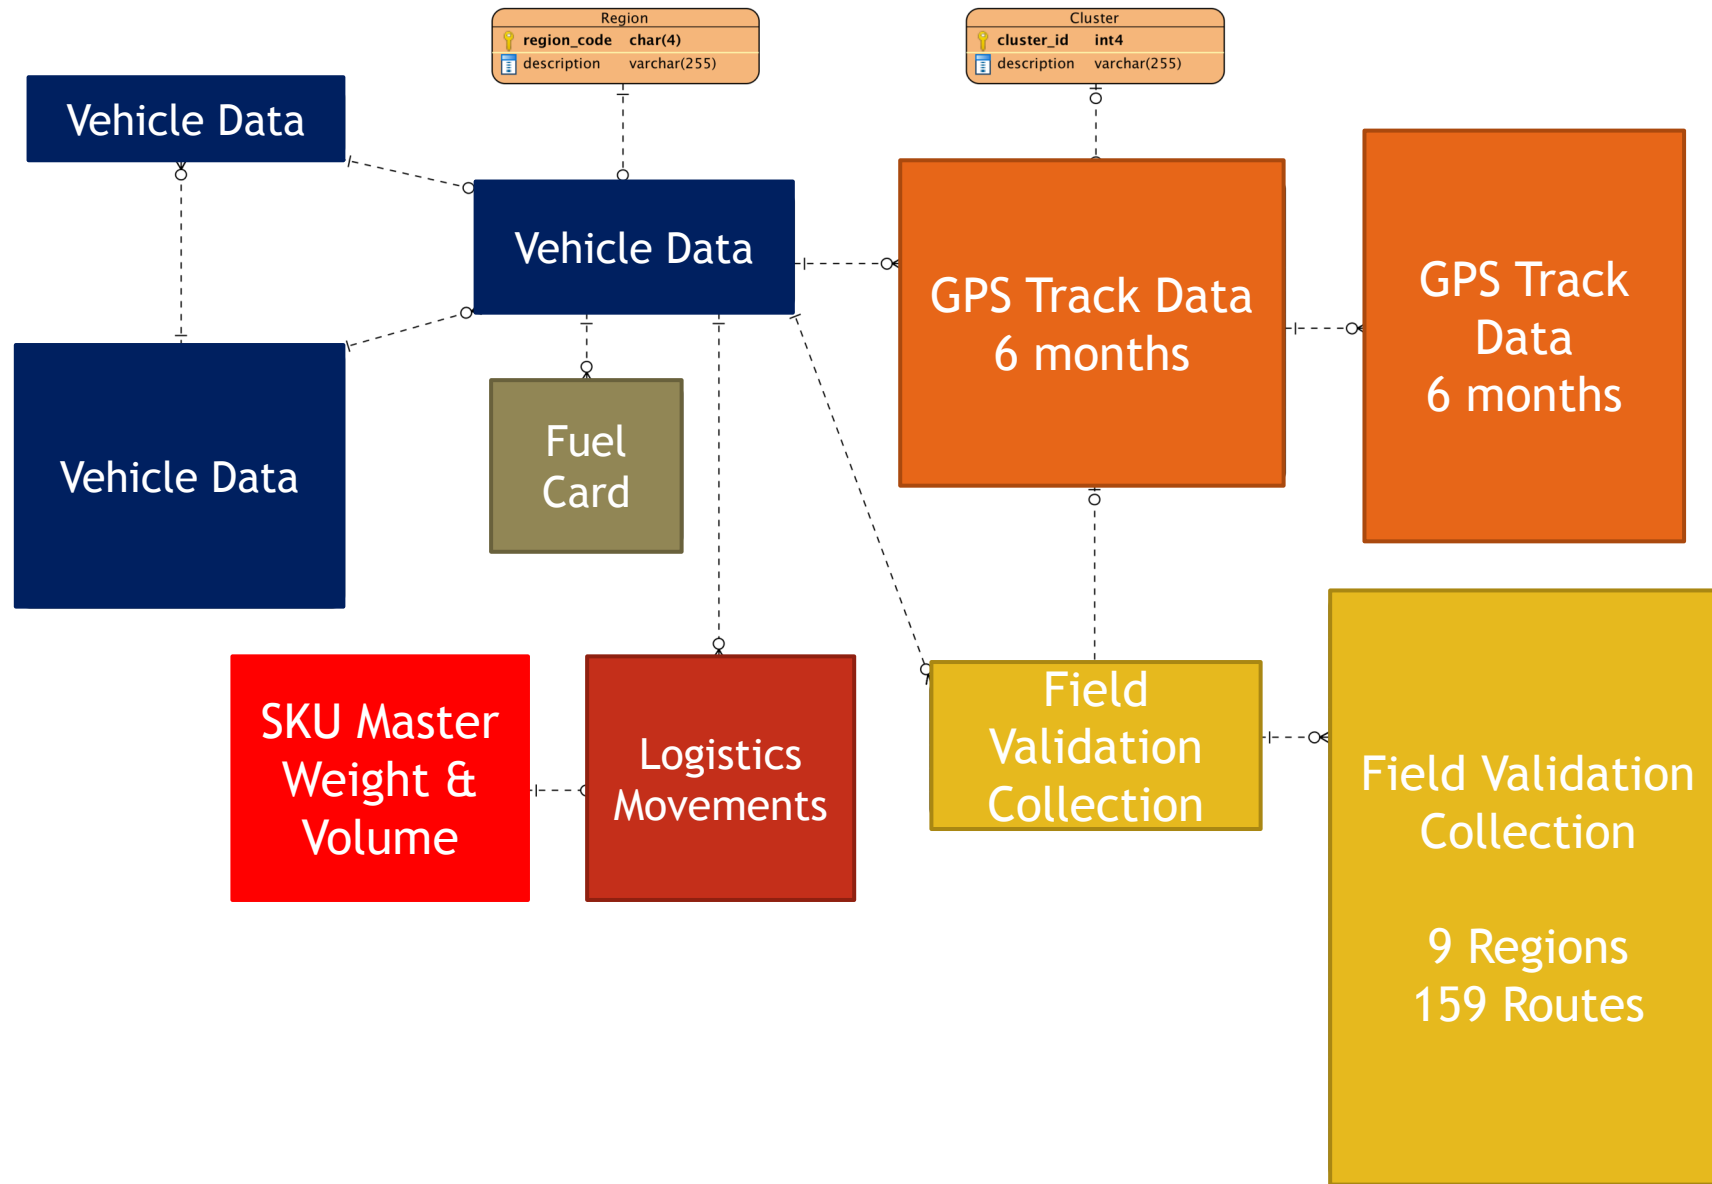 Region
region_code char(4)
description varchar(255)
Cluster
cluster_id int4
description varchar(255)
Vehicle Data
Vehicle Data
GPS Track Data
6 months
GPS Track
Data
6 months
Vehicle Data
Fuel
Card
SKU Master
Weight &
Volume
Logistics
Movements
Field
Validation
Collection
Field Validation
Collection
9 Regions
159 Routes